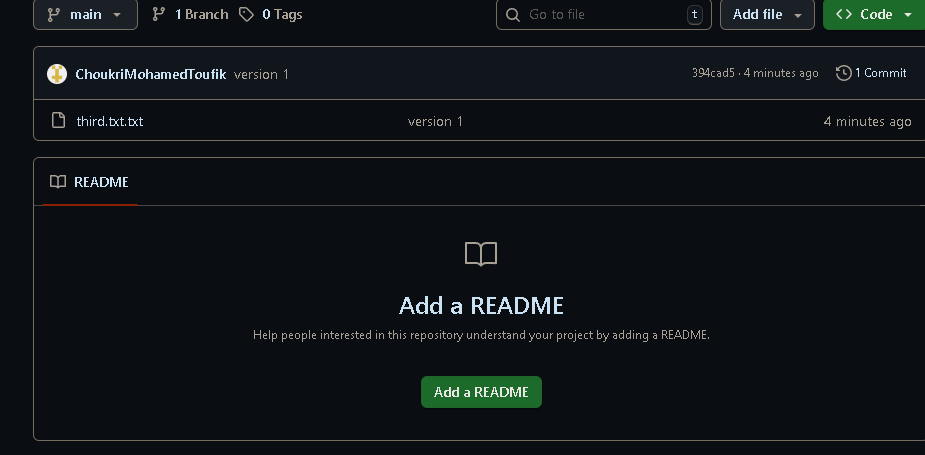 main 1 Branch 0 Tags Go to file t Add file Code
ChoukriMohamedToufik version 1 394cad5 · 4 minutes ago 1 Commit
third.txt.txt version 1 4 minutes ago
README
Add a README
Help people interested in this repository understand your project by adding a README.
Add a README